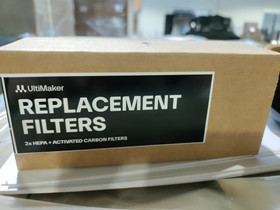 UltiMaker
REPLACEMENT
FILTERS
2x HEPA + ACTIVATED CARBON FILTERS